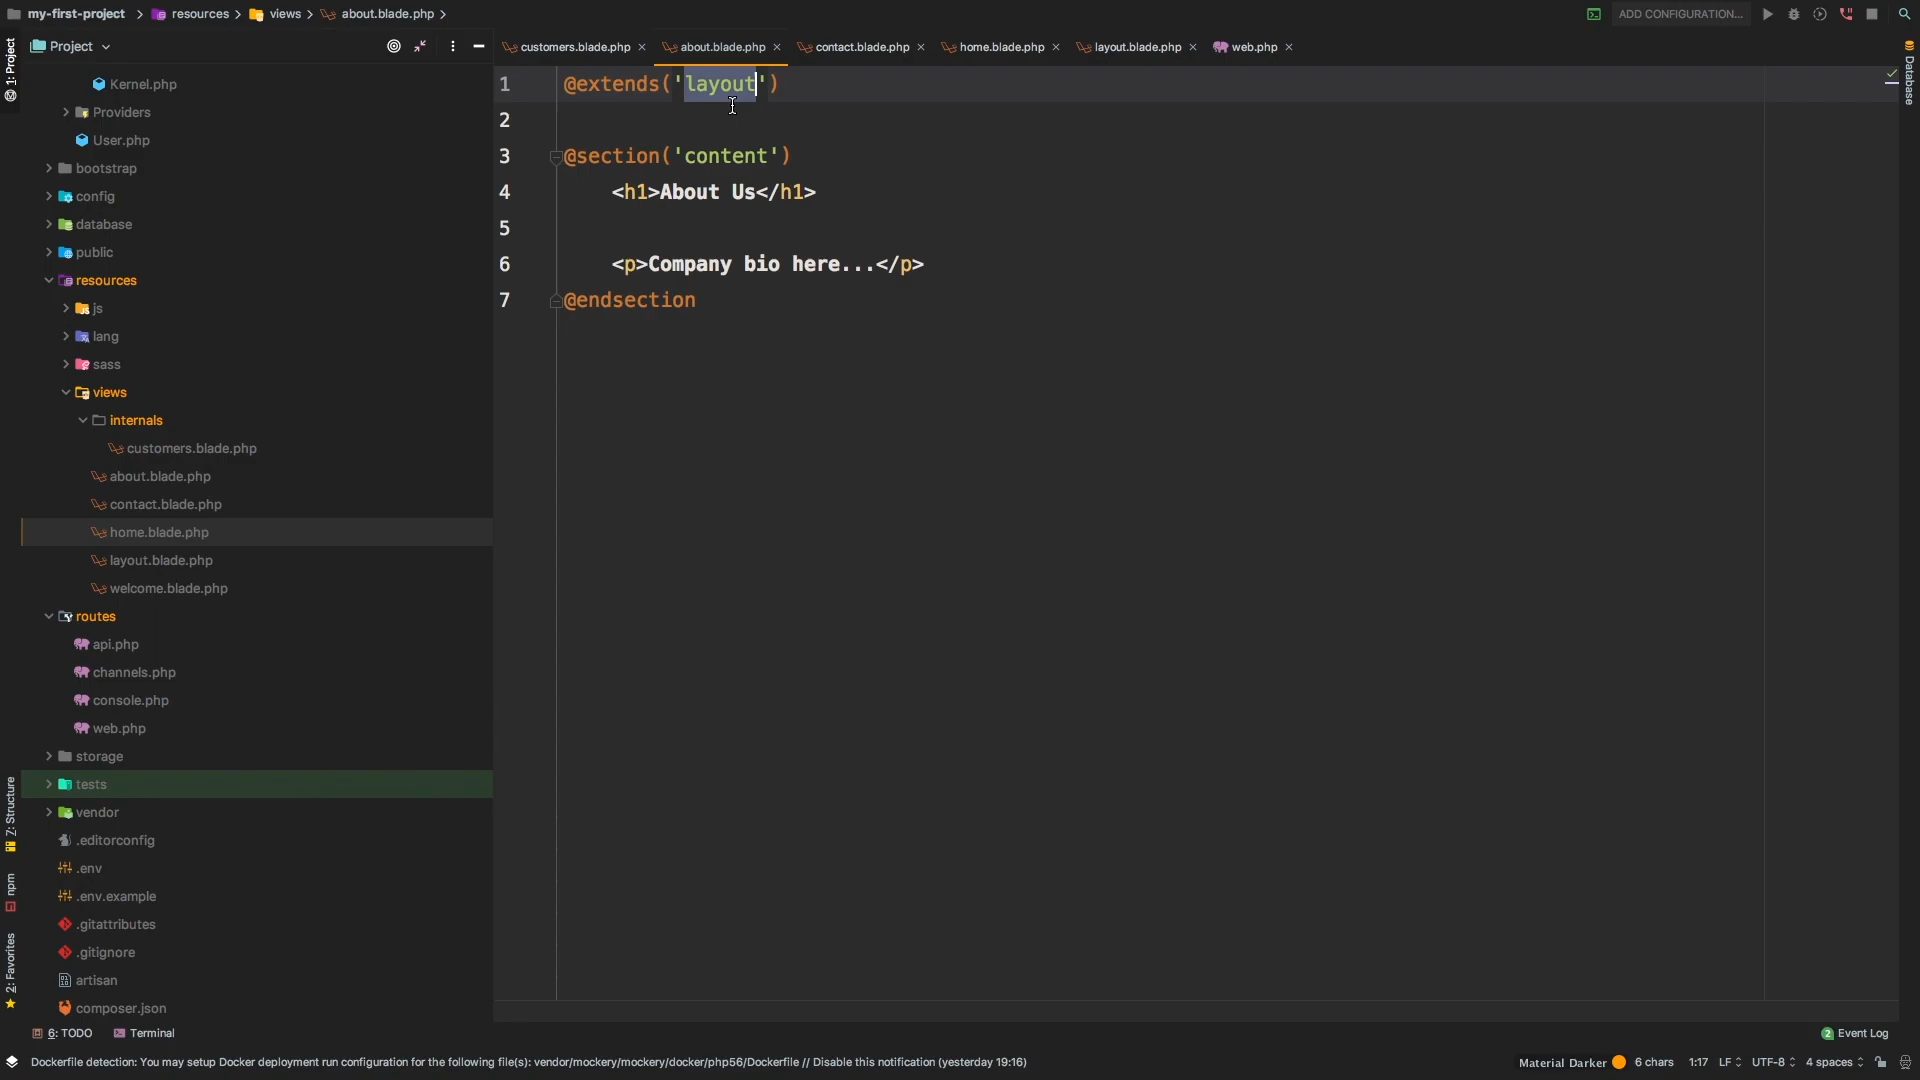 my-first-project
resources
views
about.blade.php
ADD CONFIGURATION...
1: Project
Project
customers.blade.php
about.blade.php
contact.blade.php
home.blade.php
layout.blade.php
web.php
Database
Kernel.php
Providers
User.php
bootstrap
config
database
public
resources
js
lang
sass
views
internals
customers.blade.php
about.blade.php
contact.blade.php
home.blade.php
layout.blade.php
welcome.blade.php
routes
api.php
channels.php
console.php
web.php
storage
tests
vendor
.editorconfig
.env
.env.example
.gitattributes
.gitignore
artisan
composer.json
Z: Structure
npm
2: Favorites
1 @extends('layout')
2
3 @section('content')
4 <h1>About Us</h1>
5
6 <p>Company bio here...</p>
7 @endsection
6: TODO
Terminal
2 Event Log
Dockerfile detection: You may setup Docker deployment run configuration for the following file(s): vendor/mockery/mockery/docker/php56/Dockerfile // Disable this notification (yesterday 19:16)
Material Darker
6 chars
1:17
LF
UTF-8
4 spaces